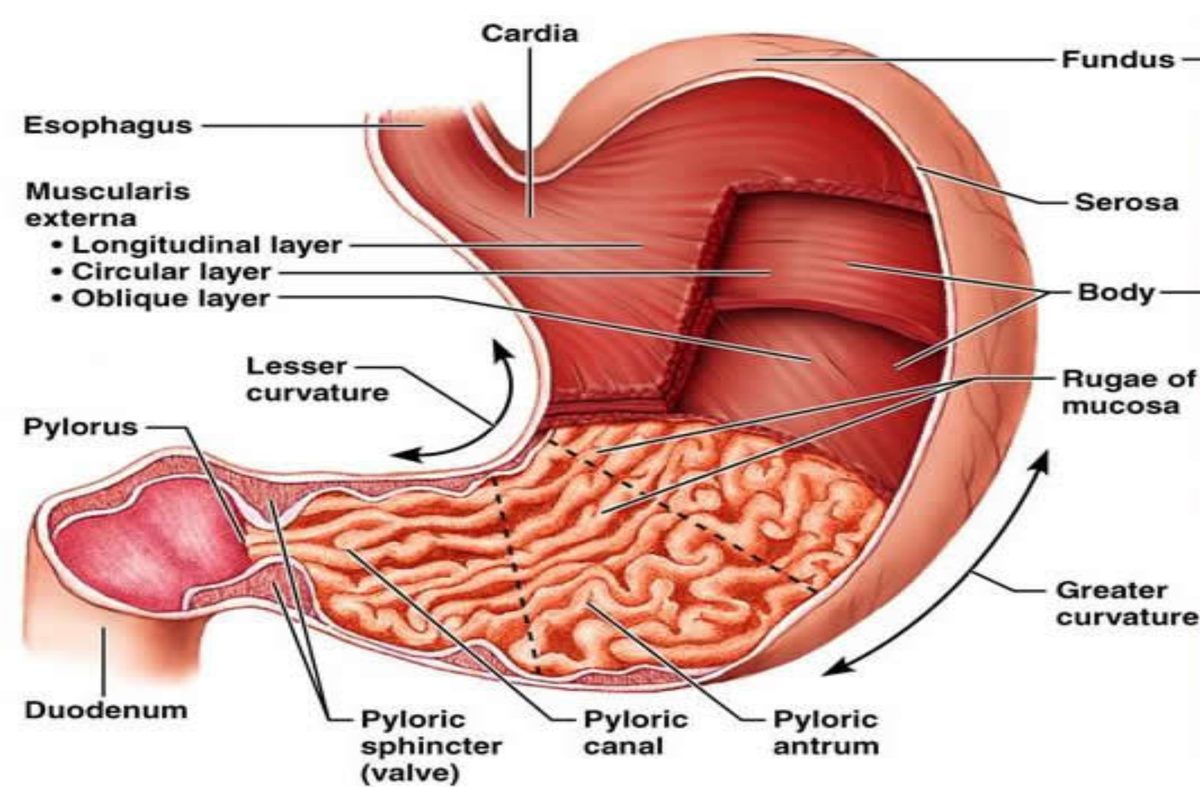 Cardia
Fundus
Esophagus
Muscularis
externa
• Longitudinal layer
• Circular layer
• Oblique layer
Serosa
Body
Lesser
curvature
Rugae of
mucosa
Pylorus
Greater
curvature
Duodenum
Pyloric
sphincter
(valve)
Pyloric
canal
Pyloric
antrum